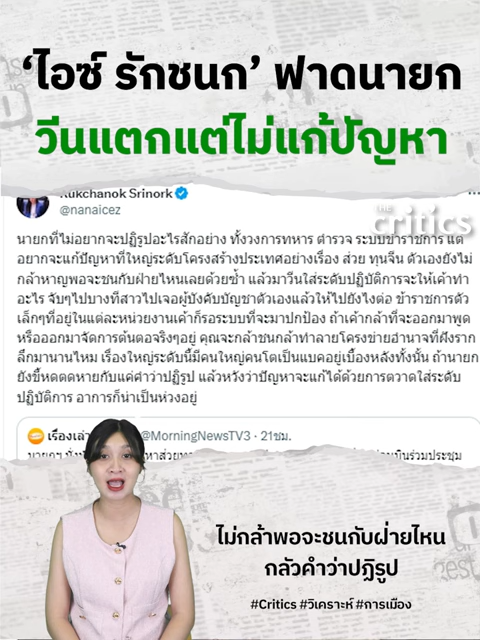 ‘ไอซ์ รักชนก’ ฟาดนายก
วีนแตกแต่ไม่แก้ปัญหา
Rukchanok Srinork
@nanaicez
THE
critics
นายกที่ไม่อยากจะปฏิรูปอะไรสักอย่าง ทั้งวงการทหาร ตำรวจ ระบบข้าราชการ แต่
อยากจะแก้ปัญหาที่ใหญ่ระดับโครงสร้างประเทศอย่างเรื่อง ส่วย ทุนจีน ตัวเองยังไม่
กล้าหาญพอจะชนกับฝ่ายไหนเลยด้วยซ้ำ แล้วมาวีนใส่ระดับปฏิบัติการจะให้เค้าทำ
อะไร จับๆไปบางทีสาวไปเจอผู้บังคับบัญชาตัวเองแล้วให้ไปยังไงต่อ ข้าราชการตัว
เล็กๆที่อยู่ในแต่ละหน่วยงานเค้าก็รอระบบที่จะมาปกป้อง ถ้าเค้ากล้าที่จะออกมาพูด
หรือออกมาจัดการต้นตอจริงๆอยู่ คุณจะกล้าชนกล้าทำลายโครงข่ายอำนาจที่ฝังราก
ลึกมานานไหม เรื่องใหญ่ระดับนี้มีคนใหญ่คนโตเป็นแบคอยู่เบื้องหลังทั้งนั้น ถ้านายก
ยังขี้หดตดหายกับแค่คำว่าปฏิรูป แล้วหวังว่าปัญหาจะแก้ได้ด้วยการตวาดใส่ระดับ
ปฏิบัติการ อาการก็น่าเป็นห่วงอยู่
เรื่องเล่า @MorningNewsTV3 · 21ชม.
ไม่กล้าพอจะชนกับฝ่ายไหน
กลัวคำว่าปฏิรูป
#Critics #วิเคราะห์ #การเมือง